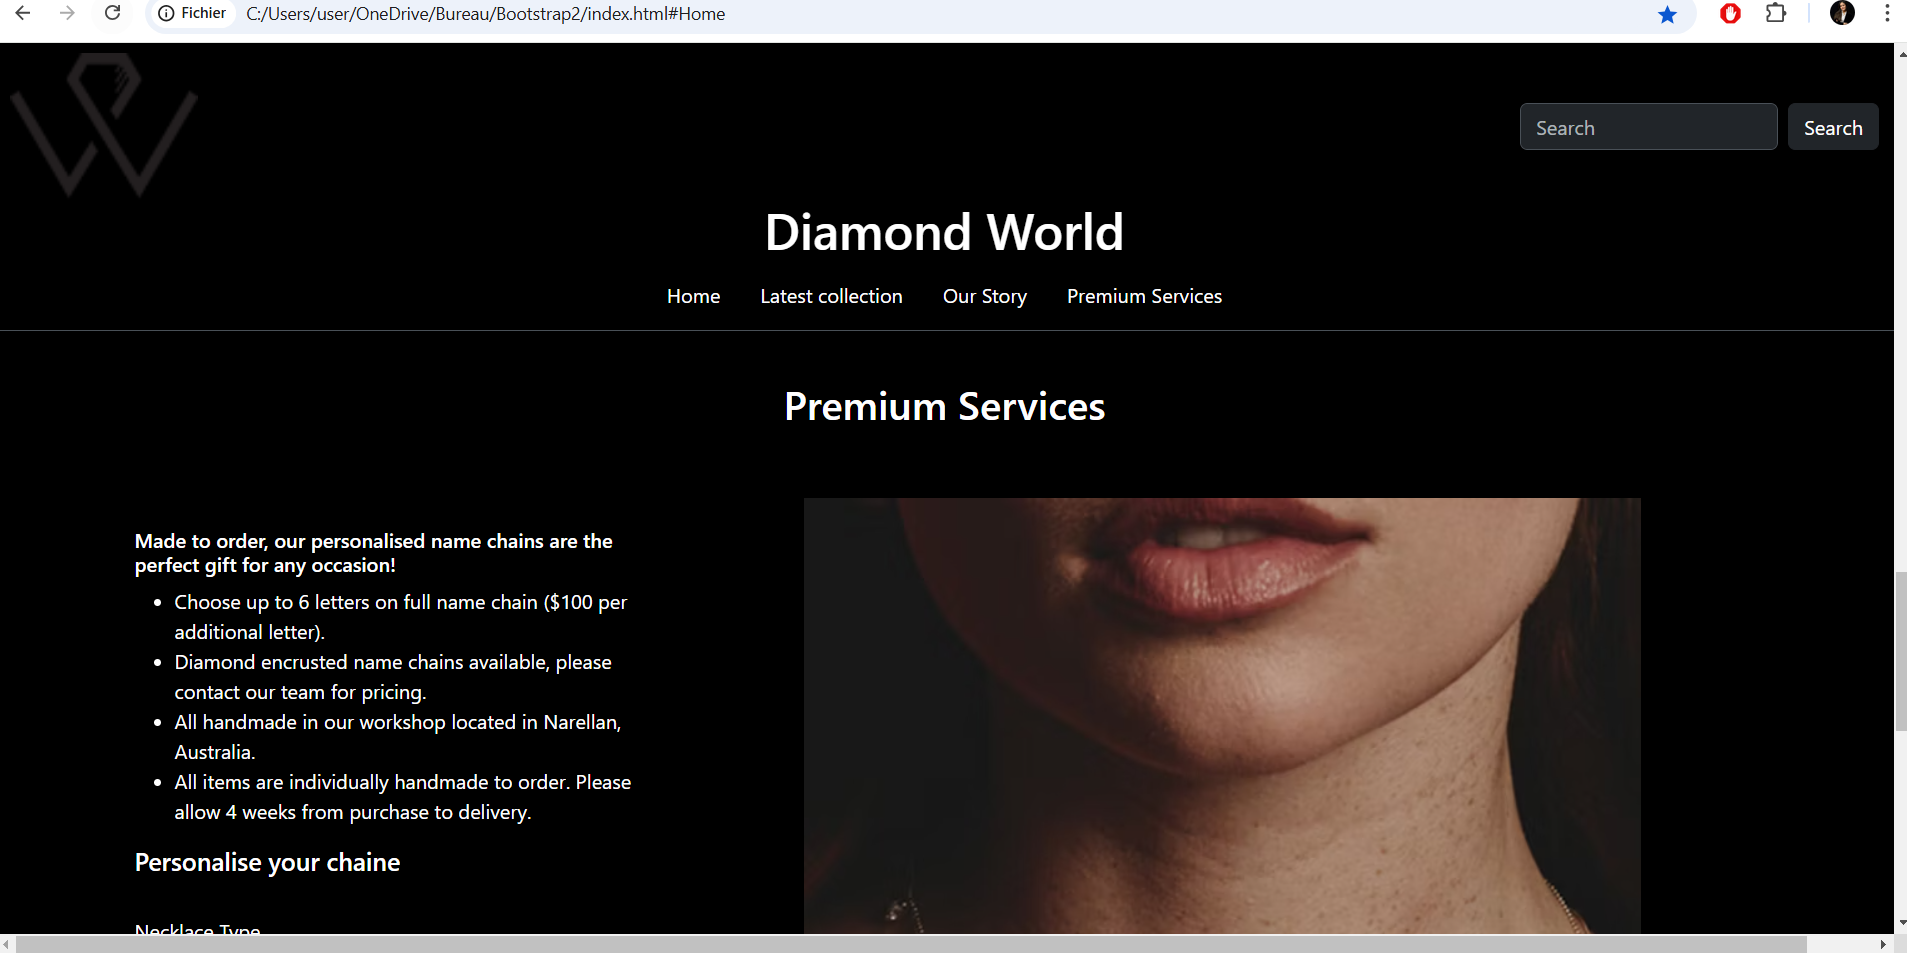 Fichier C:/Users/user/OneDrive/Bureau/Bootstrap2/index.html#Home
Search Search
Diamond World
Home Latest collection Our Story Premium Services
Premium Services
Made to order, our personalised name chains are the
perfect gift for any occasion!
Choose up to 6 letters on full name chain ($100 per
additional letter).
Diamond encrusted name chains available, please
contact our team for pricing.
All handmade in our workshop located in Narellan,
Australia.
All items are individually handmade to order. Please
allow 4 weeks from purchase to delivery.
Personalise your chaine
Necklace Type